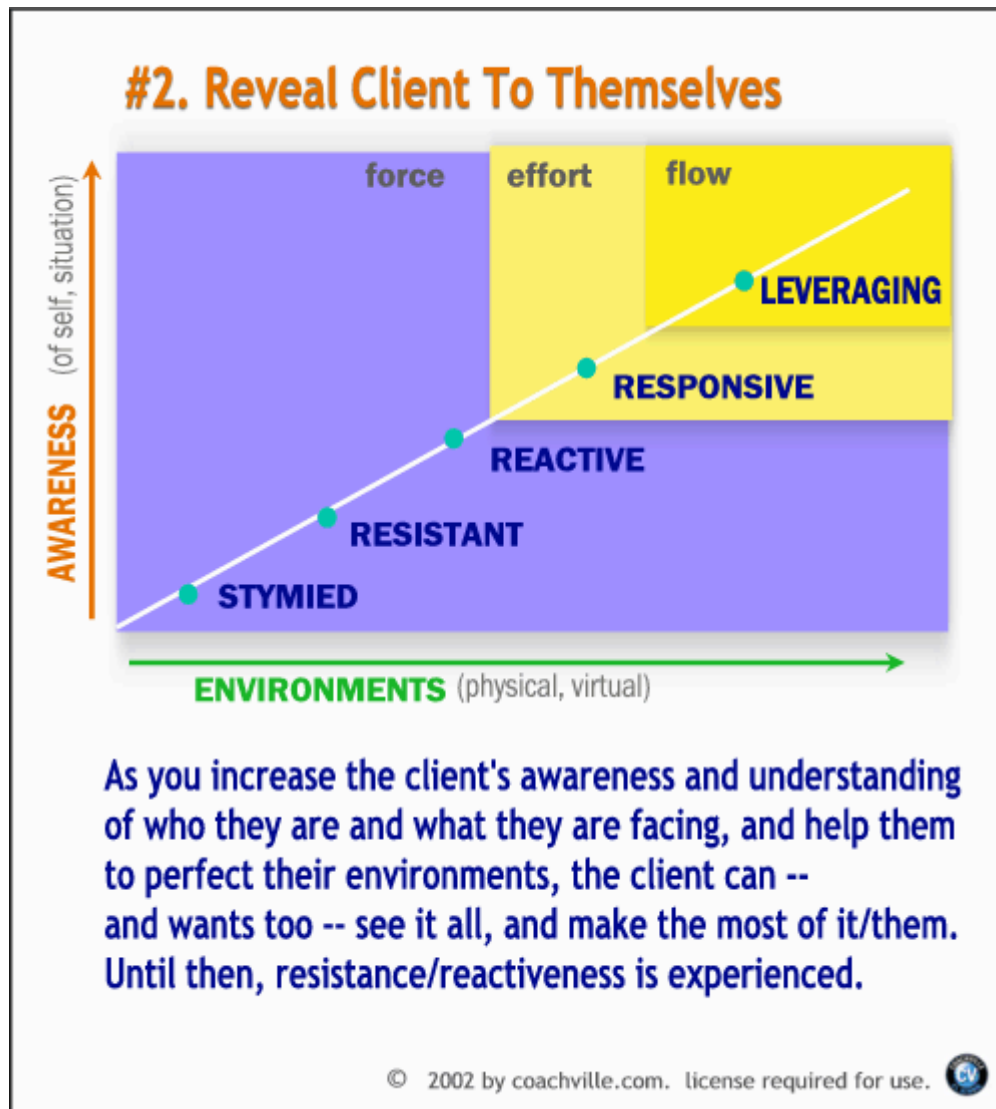 #2. Reveal Client To Themselves
force effort flow
LEVERAGING
RESPONSIVE
REACTIVE
RESISTANT
STYMIED
AWARENESS (of self, situation)
ENVIRONMENTS (physical, virtual)
As you increase the client's awareness and understanding
of who they are and what they are facing, and help them
to perfect their environments, the client can --
and wants too -- see it all, and make the most of it/them.
Until then, resistance/reactiveness is experienced.
© 2002 by coachville.com. license required for use.
CV